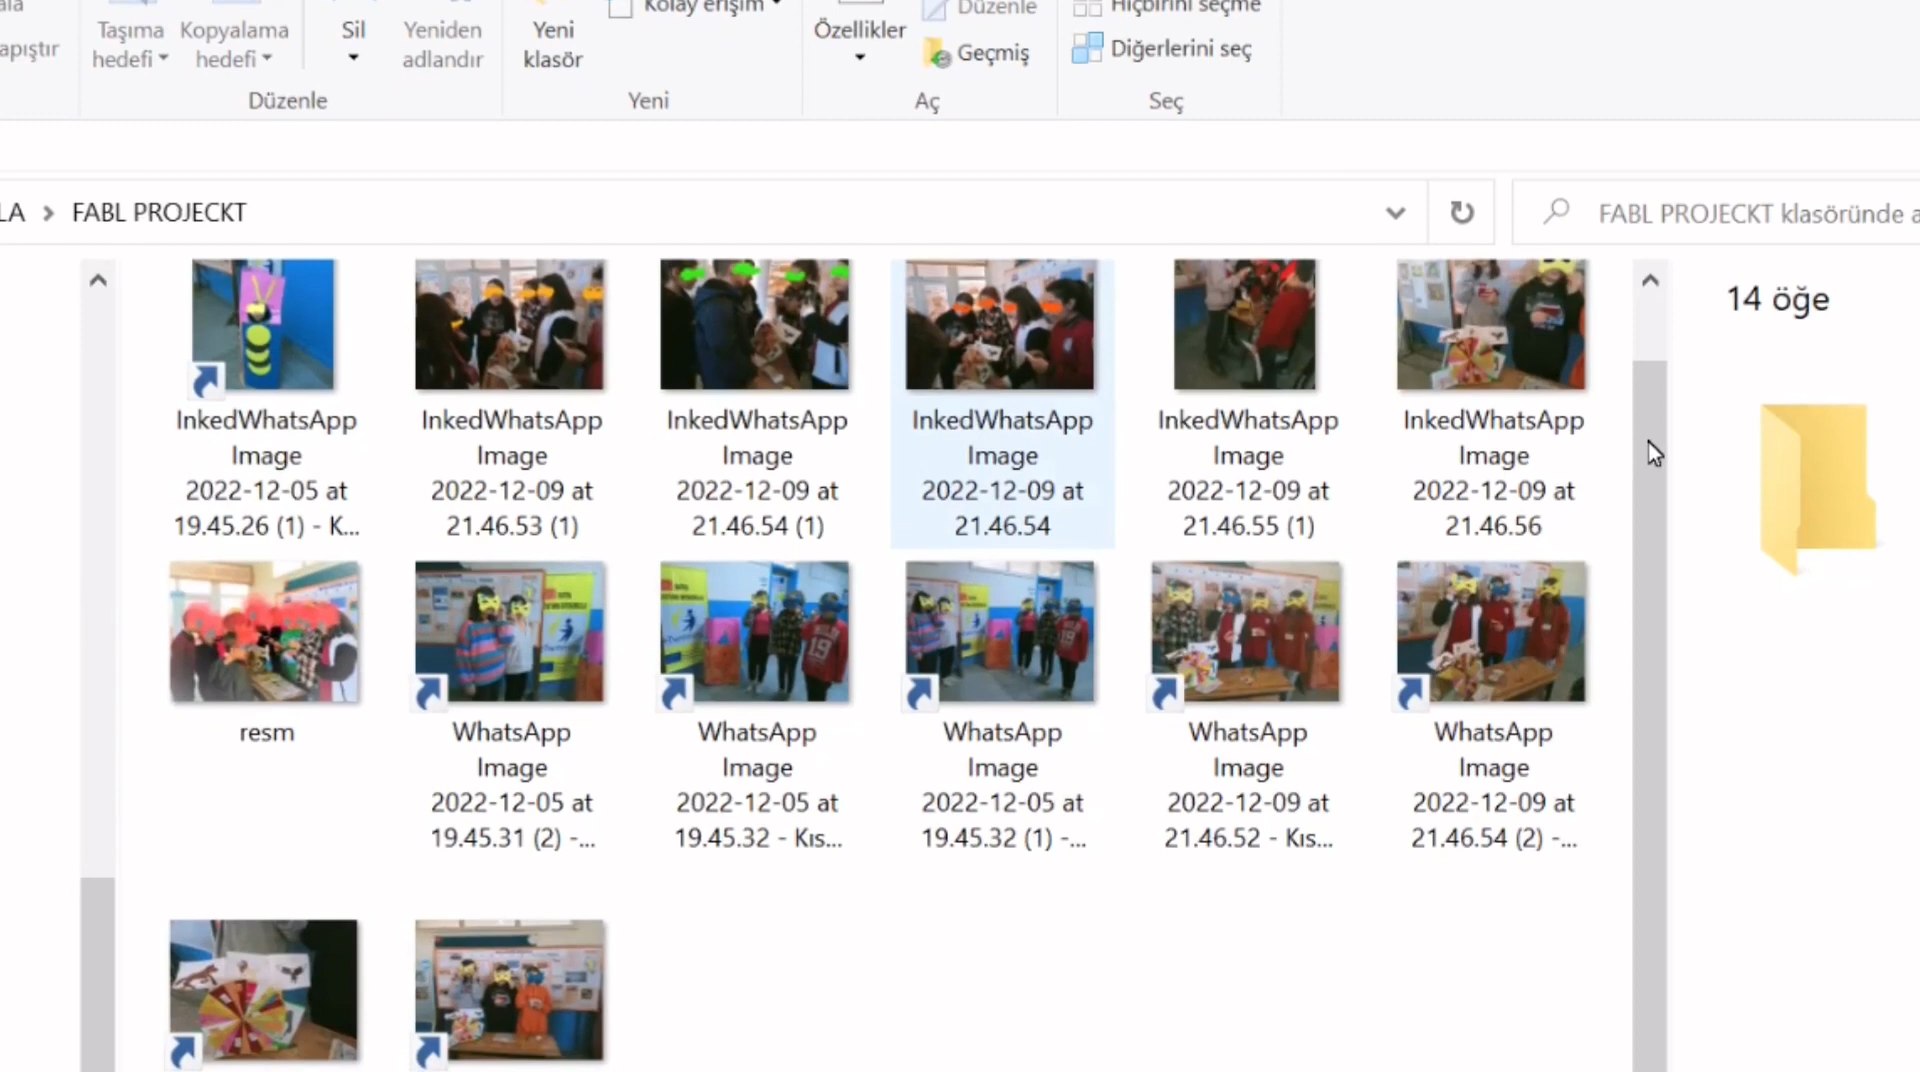 Kolay erişim
Düzenle
Hiçbirini seçme
apıştır
Taşıma
hedefi
Kopyalama
hedefi
Sil
Yeniden
adlandır
Yeni
klasör
Özellikler
Geçmiş
Diğerlerini seç
Düzenle
Yeni
Aç
Seç
LA > FABL PROJECKT
FABL PROJECKT klasöründe a
14 öğe
InkedWhatsApp
Image
2022-12-05 at
19.45.26 (1) - K...
InkedWhatsApp
Image
2022-12-09 at
21.46.53 (1)
InkedWhatsApp
Image
2022-12-09 at
21.46.54 (1)
InkedWhatsApp
Image
2022-12-09 at
21.46.54
InkedWhatsApp
Image
2022-12-09 at
21.46.55 (1)
InkedWhatsApp
Image
2022-12-09 at
21.46.56
resm
WhatsApp
Image
2022-12-05 at
19.45.31 (2) -...
WhatsApp
Image
2022-12-05 at
19.45.32 - Kıs...
WhatsApp
Image
2022-12-05 at
19.45.32 (1) -...
WhatsApp
Image
2022-12-09 at
21.46.52 - Kıs...
WhatsApp
Image
2022-12-09 at
21.46.54 (2) -...